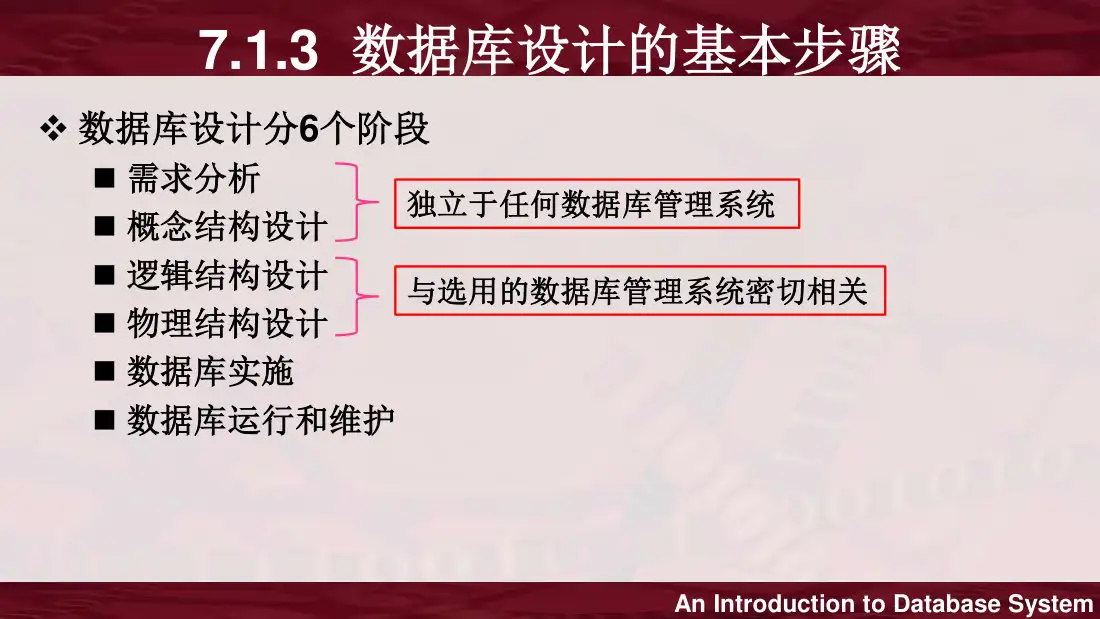 7.1.3 数据库设计的基本步骤
❖ 数据库设计分6个阶段
■ 需求分析
■ 概念结构设计
独立于任何数据库管理系统
■ 逻辑结构设计
■ 物理结构设计
与选用的数据库管理系统密切相关
■ 数据库实施
■ 数据库运行和维护
An Introduction to Database System